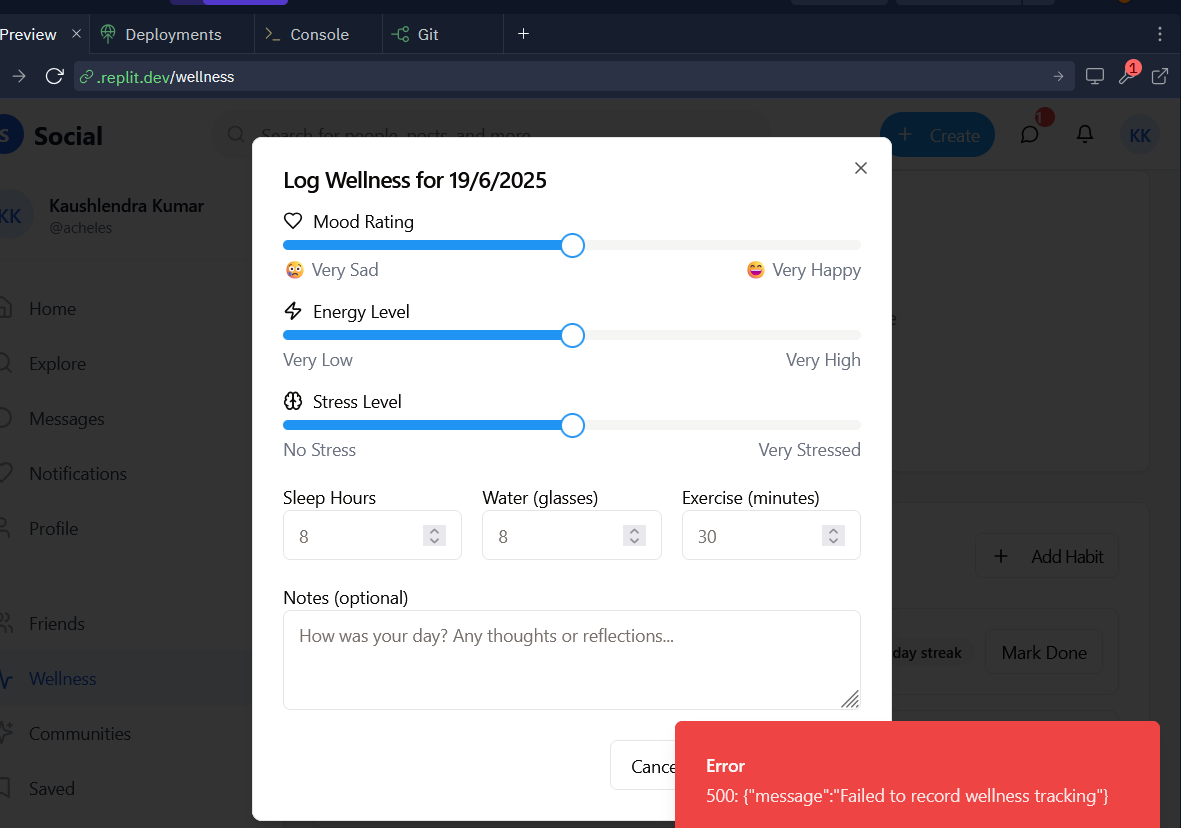 Preview
Deployments
Console
Git
.replit.dev/wellness
1
S
Social
Search for people, posts, and more
Create
1
KK
KK
Kaushlendra Kumar
@acheles
Home
Explore
Messages
Notifications
Profile
Friends
Wellness
Communities
Saved
Log Wellness for 19/6/2025
Mood Rating
Very Sad
Very Happy
Energy Level
Very Low
Very High
Stress Level
No Stress
Very Stressed
Sleep Hours
Water (glasses)
Exercise (minutes)
8
8
30
Notes (optional)
How was your day? Any thoughts or reflections...
Add Habit
day streak
Mark Done
Error
500: {"message":"Failed to record wellness tracking"}